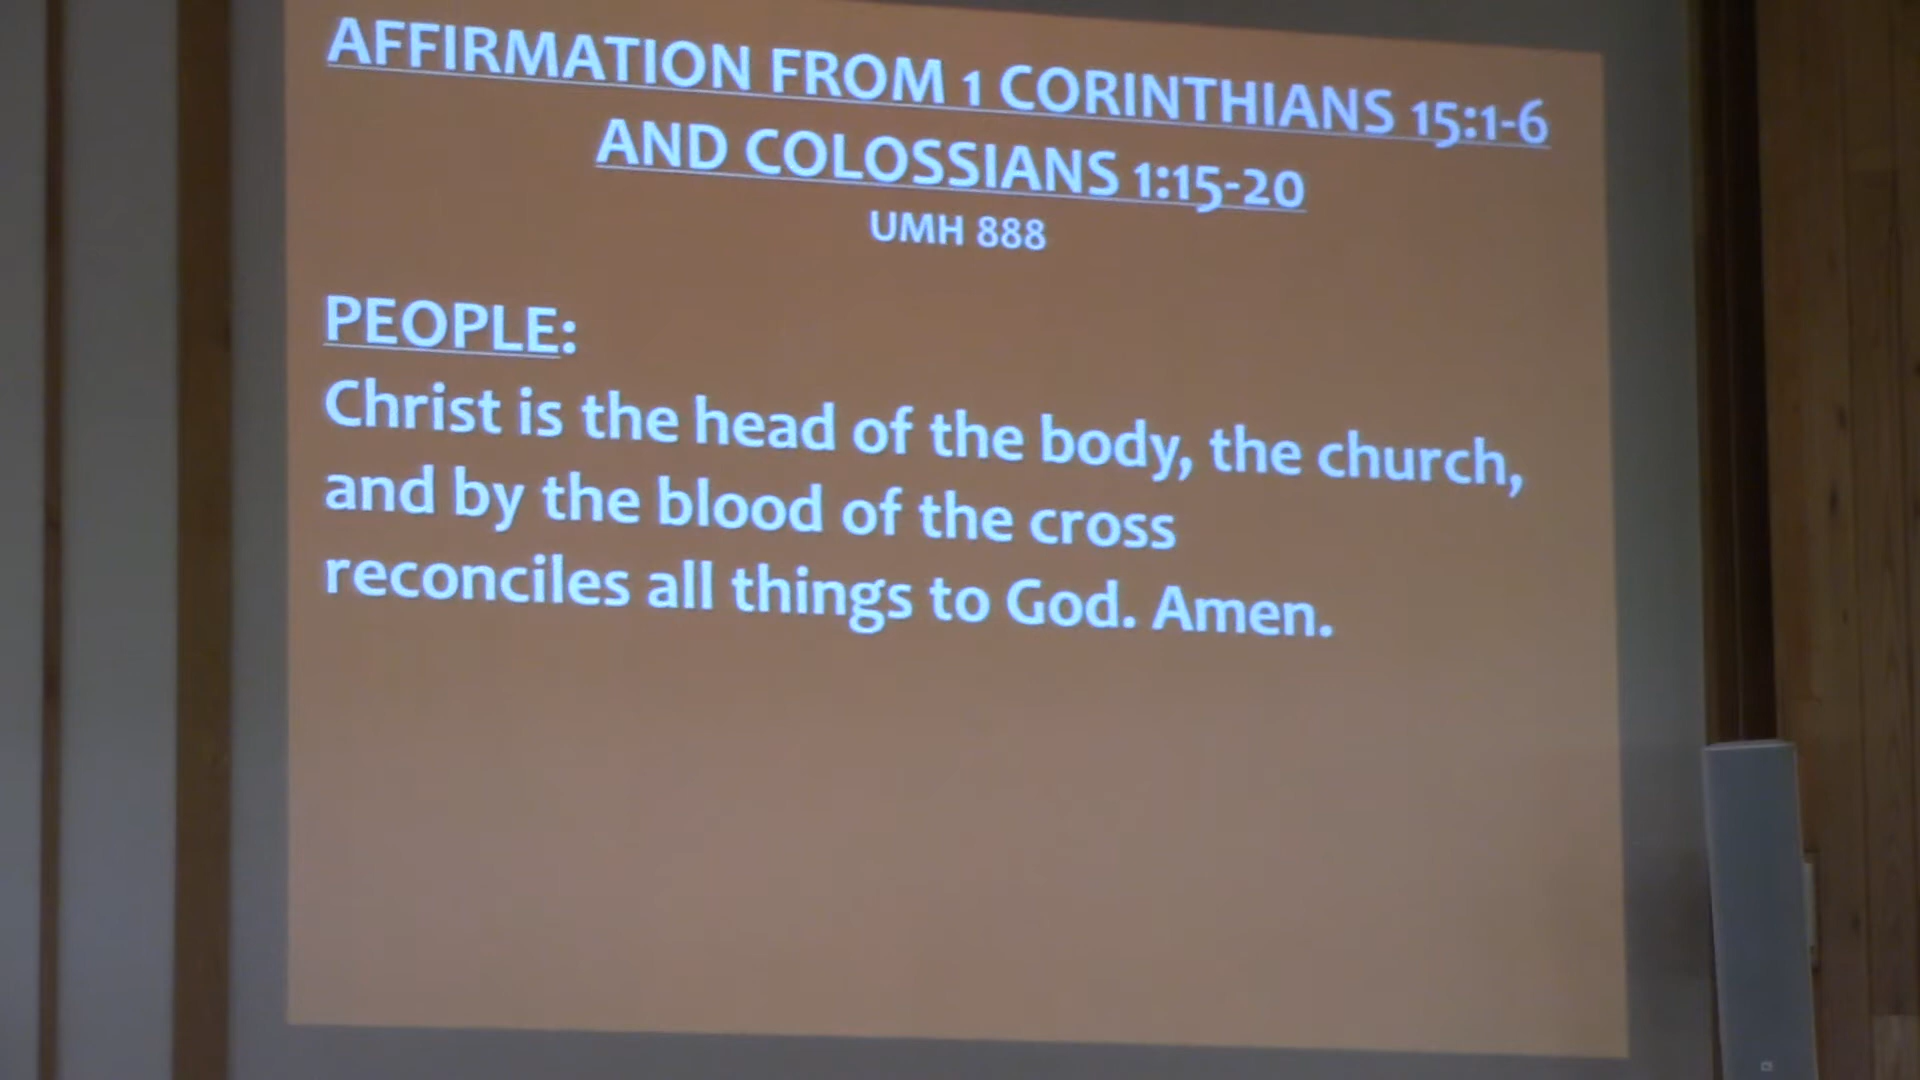 AFFIRMATION FROM 1 CORINTHIANS 15:1-6
AND COLOSSIANS 1:15-20
UMH 888
PEOPLE:
Christ is the head of the body, the church,
and by the blood of the cross
reconciles all things to God. Amen.